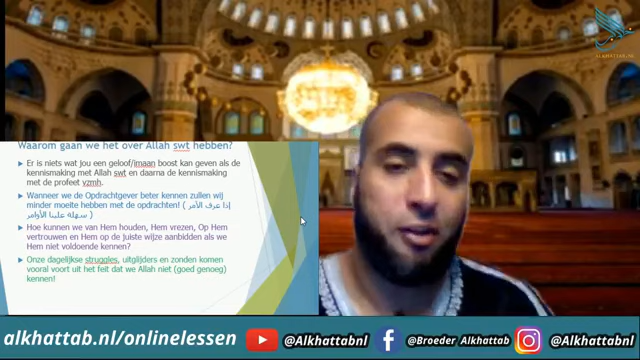 ALKHATTAB.NL
Waarom gaan we het over Allah swt hebben?
Er is niets wat jou een geloof/imaan boost kan geven als de
kennismaking met Allah swt en daarna de kennismaking
met de profeet vzmh.
Wanneer we de Opdrachtgever beter kennen zullen wij
minder moeite hebben met de opdrachten! ( إذا عرف الآمر
سهلة علينا الأوامر )
Hoe kunnen we van Hem houden, Hem vrezen, Op Hem
vertrouwen en Hem op de juiste wijze aanbidden als we
Hem niet voldoende kennen?
Onze dagelijkse struggles, uitglijders en zonden komen
vooral voort uit het feit dat we Allah niet (goed genoeg)
kennen!
alkhattab.nl/onlinelessen
@Alkhattabnl
@Broeder_Alkhattab
@Alkhattabnl